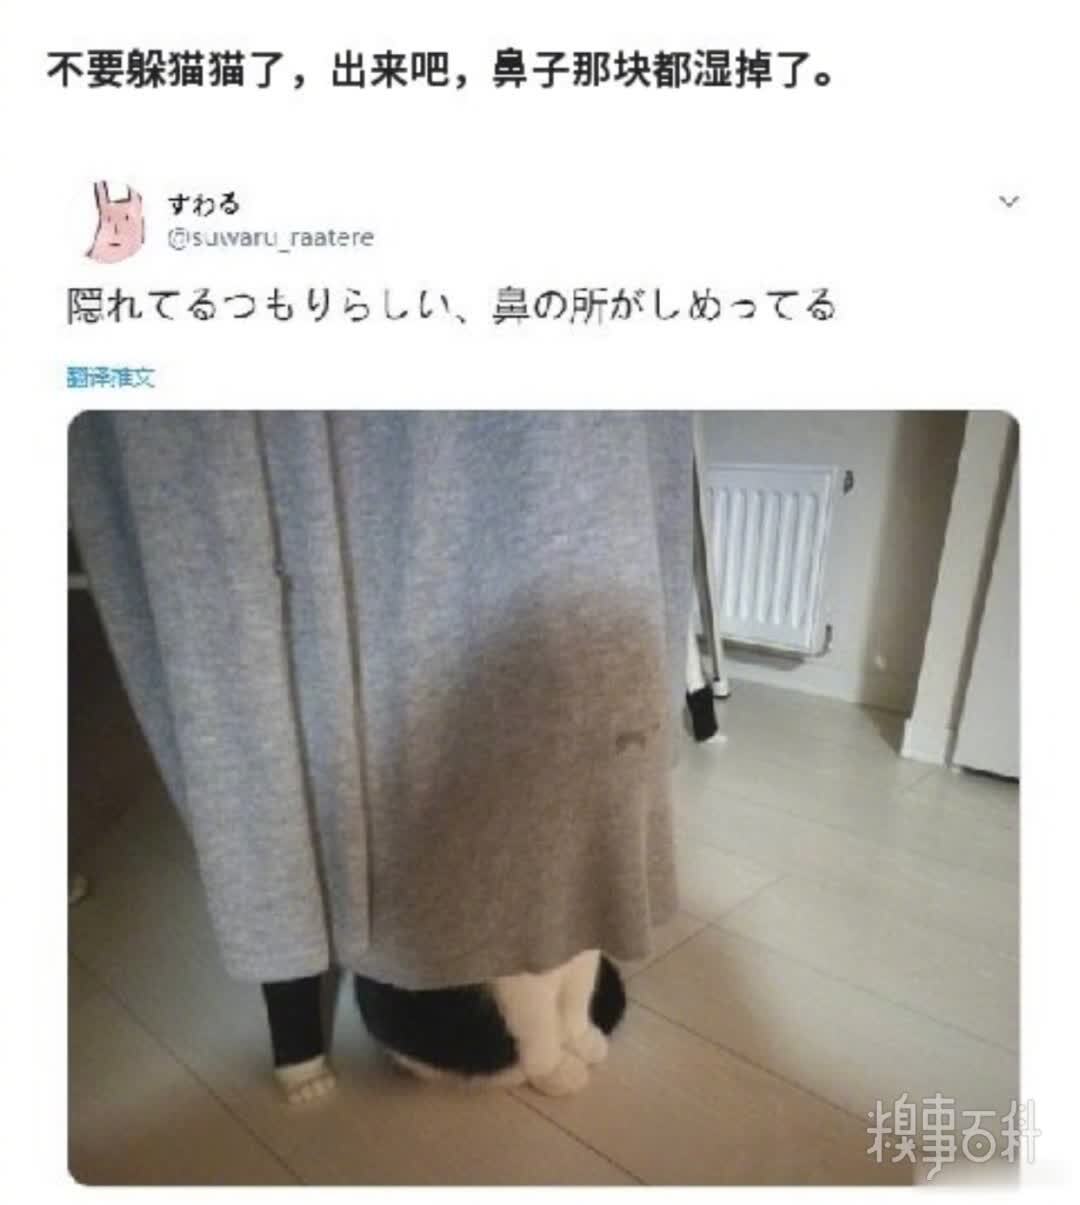 不要躲猫猫了，出来吧，鼻子那块都湿掉了。
すわる
@suwaru_raatere
隠れてるつもりらしい、鼻の所がしめってる
翻译推文
糗事百科